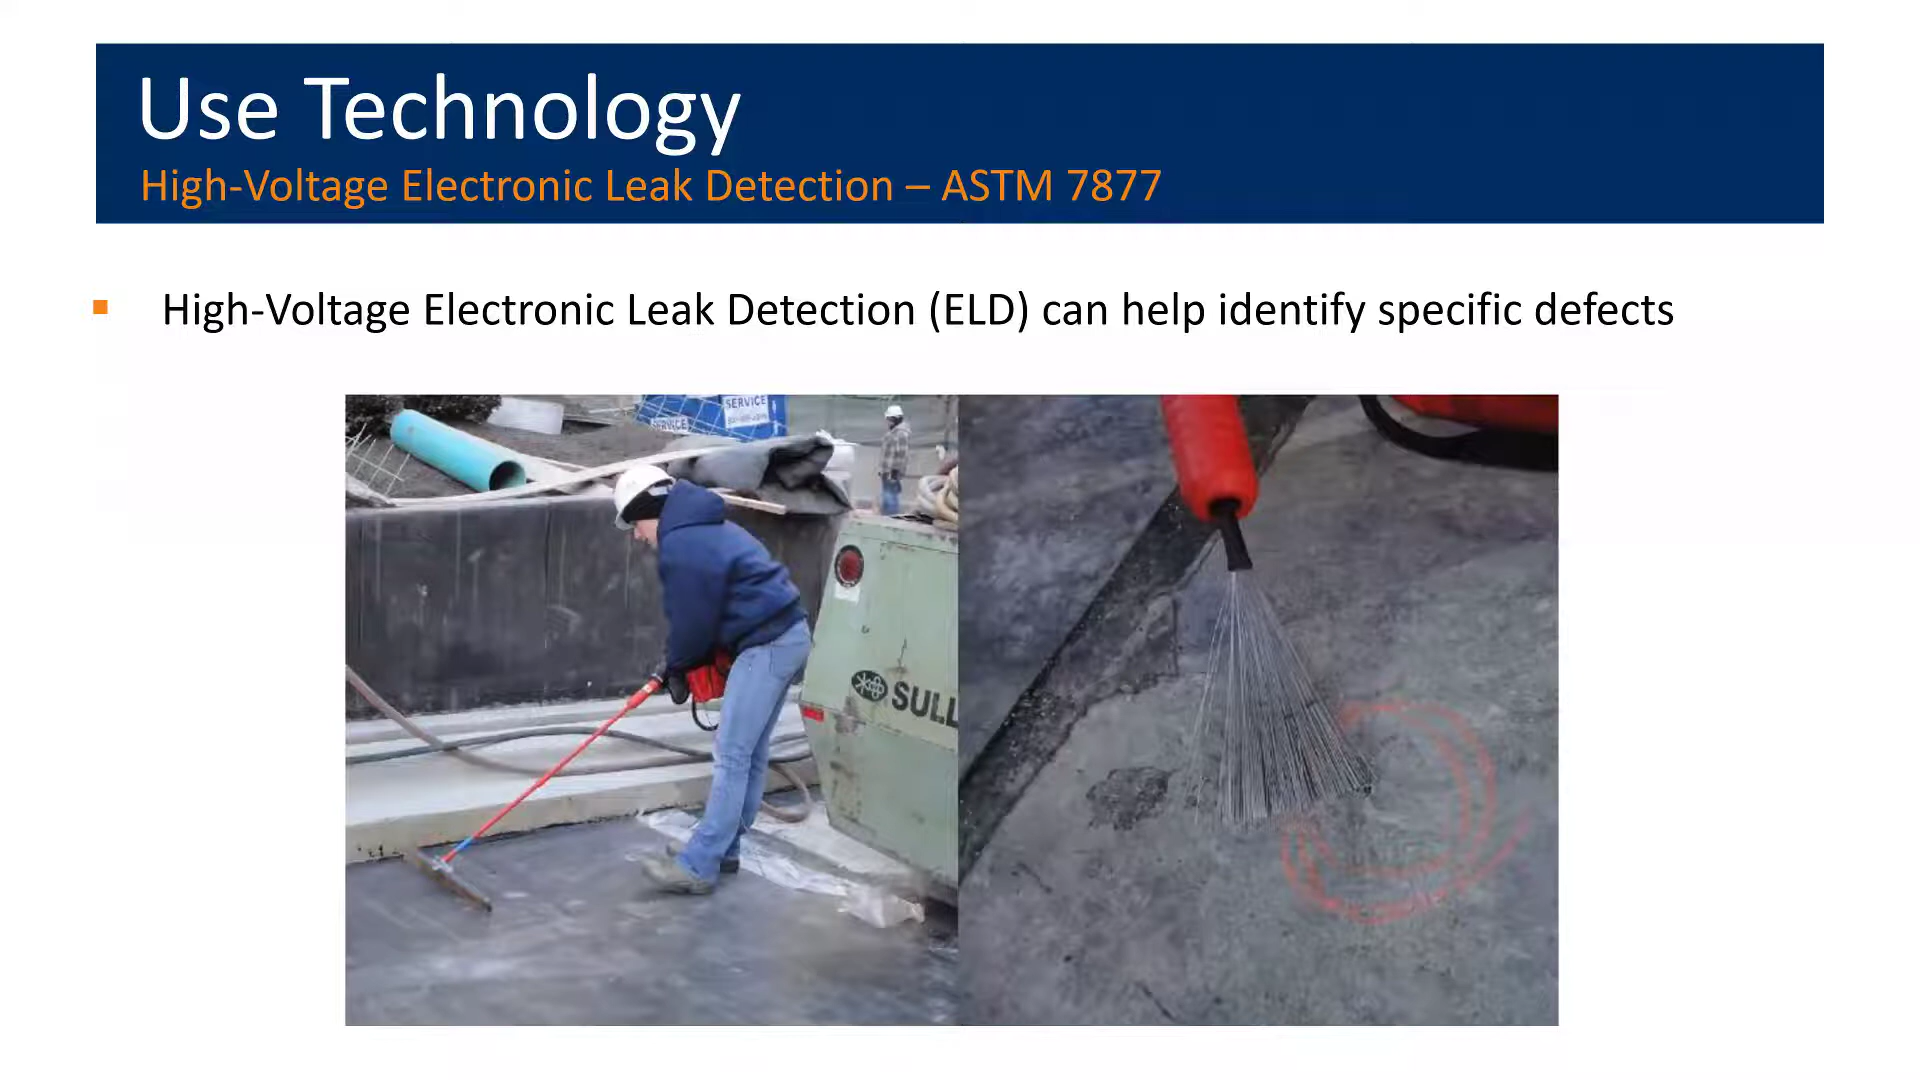 Use Technology
High-Voltage Electronic Leak Detection – ASTM 7877
▪ High-Voltage Electronic Leak Detection (ELD) can help identify specific defects
SERVICE
SERVICE
SULL